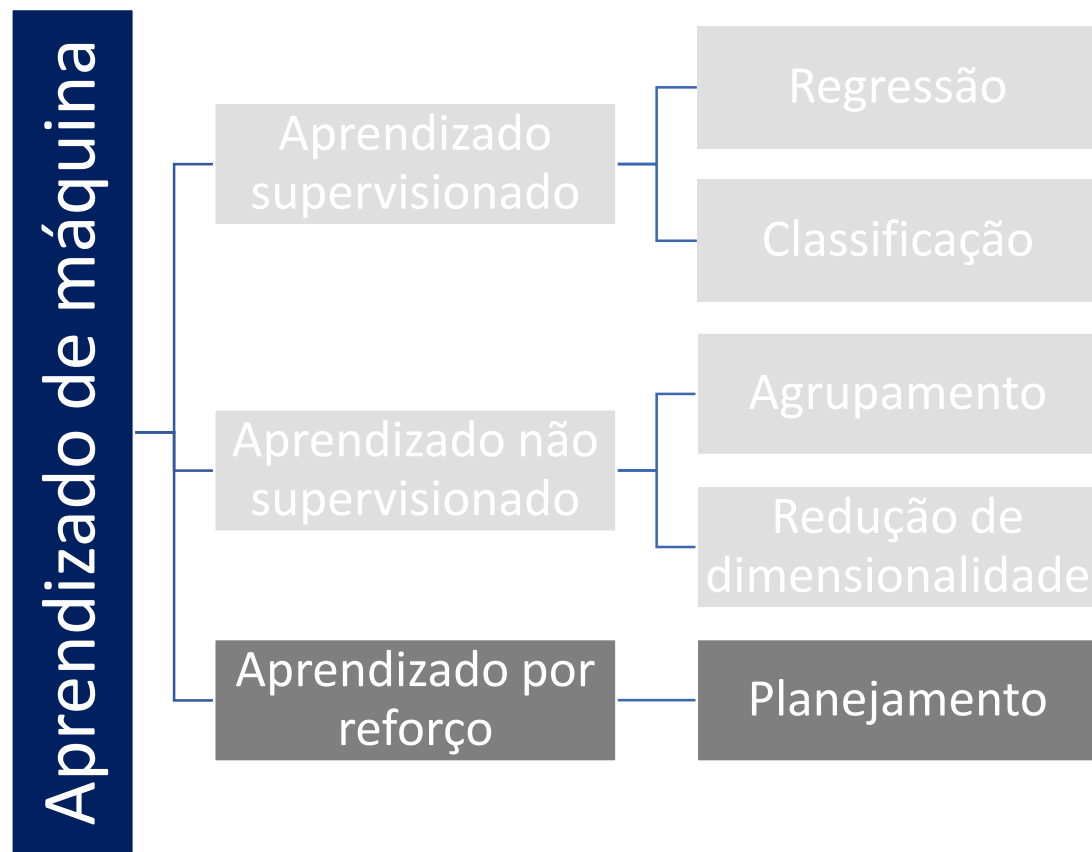 Aprendizado de máquina
Aprendizado
supervisionado
Regressão
Classificação
Aprendizado não
supervisionado
Agrupamento
Redução de
dimensionalidade
Aprendizado por
reforço
Planejamento